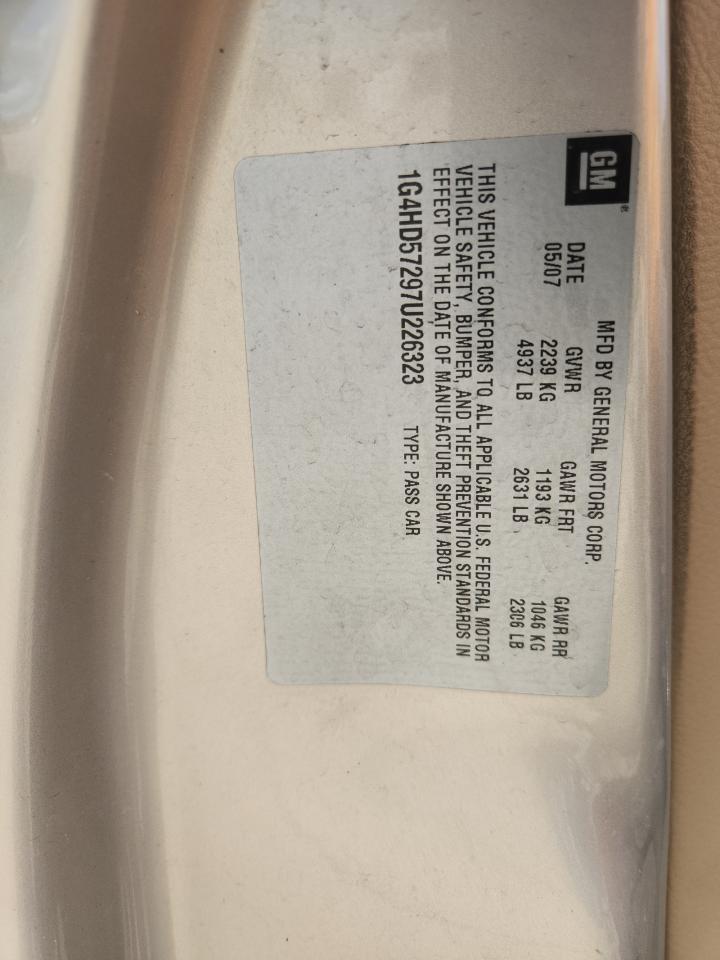 GM®
MFD BY GENERAL MOTORS CORP.
DATE GVWR GAWR FRT GAWR RR
05/07 2239 KG 1193 KG 1046 KG
4937 LB 2631 LB 2306 LB
THIS VEHICLE CONFORMS TO ALL APPLICABLE U.S. FEDERAL MOTOR
VEHICLE SAFETY, BUMPER, AND THEFT PREVENTION STANDARDS IN
EFFECT ON THE DATE OF MANUFACTURE SHOWN ABOVE.
1G4HD57297U226323 TYPE: PASS CAR